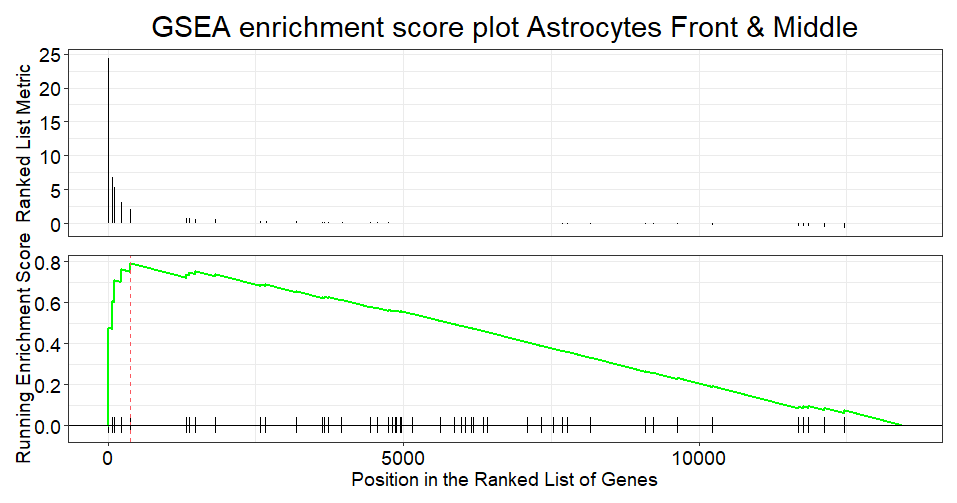 GSEA enrichment score plot Astrocytes Front & Middle
Ranked List Metric
25
20
15
10
5
0
Running Enrichment Score
0.8
0.6
0.4
0.2
0.0
0 5000 10000
Position in the Ranked List of Genes